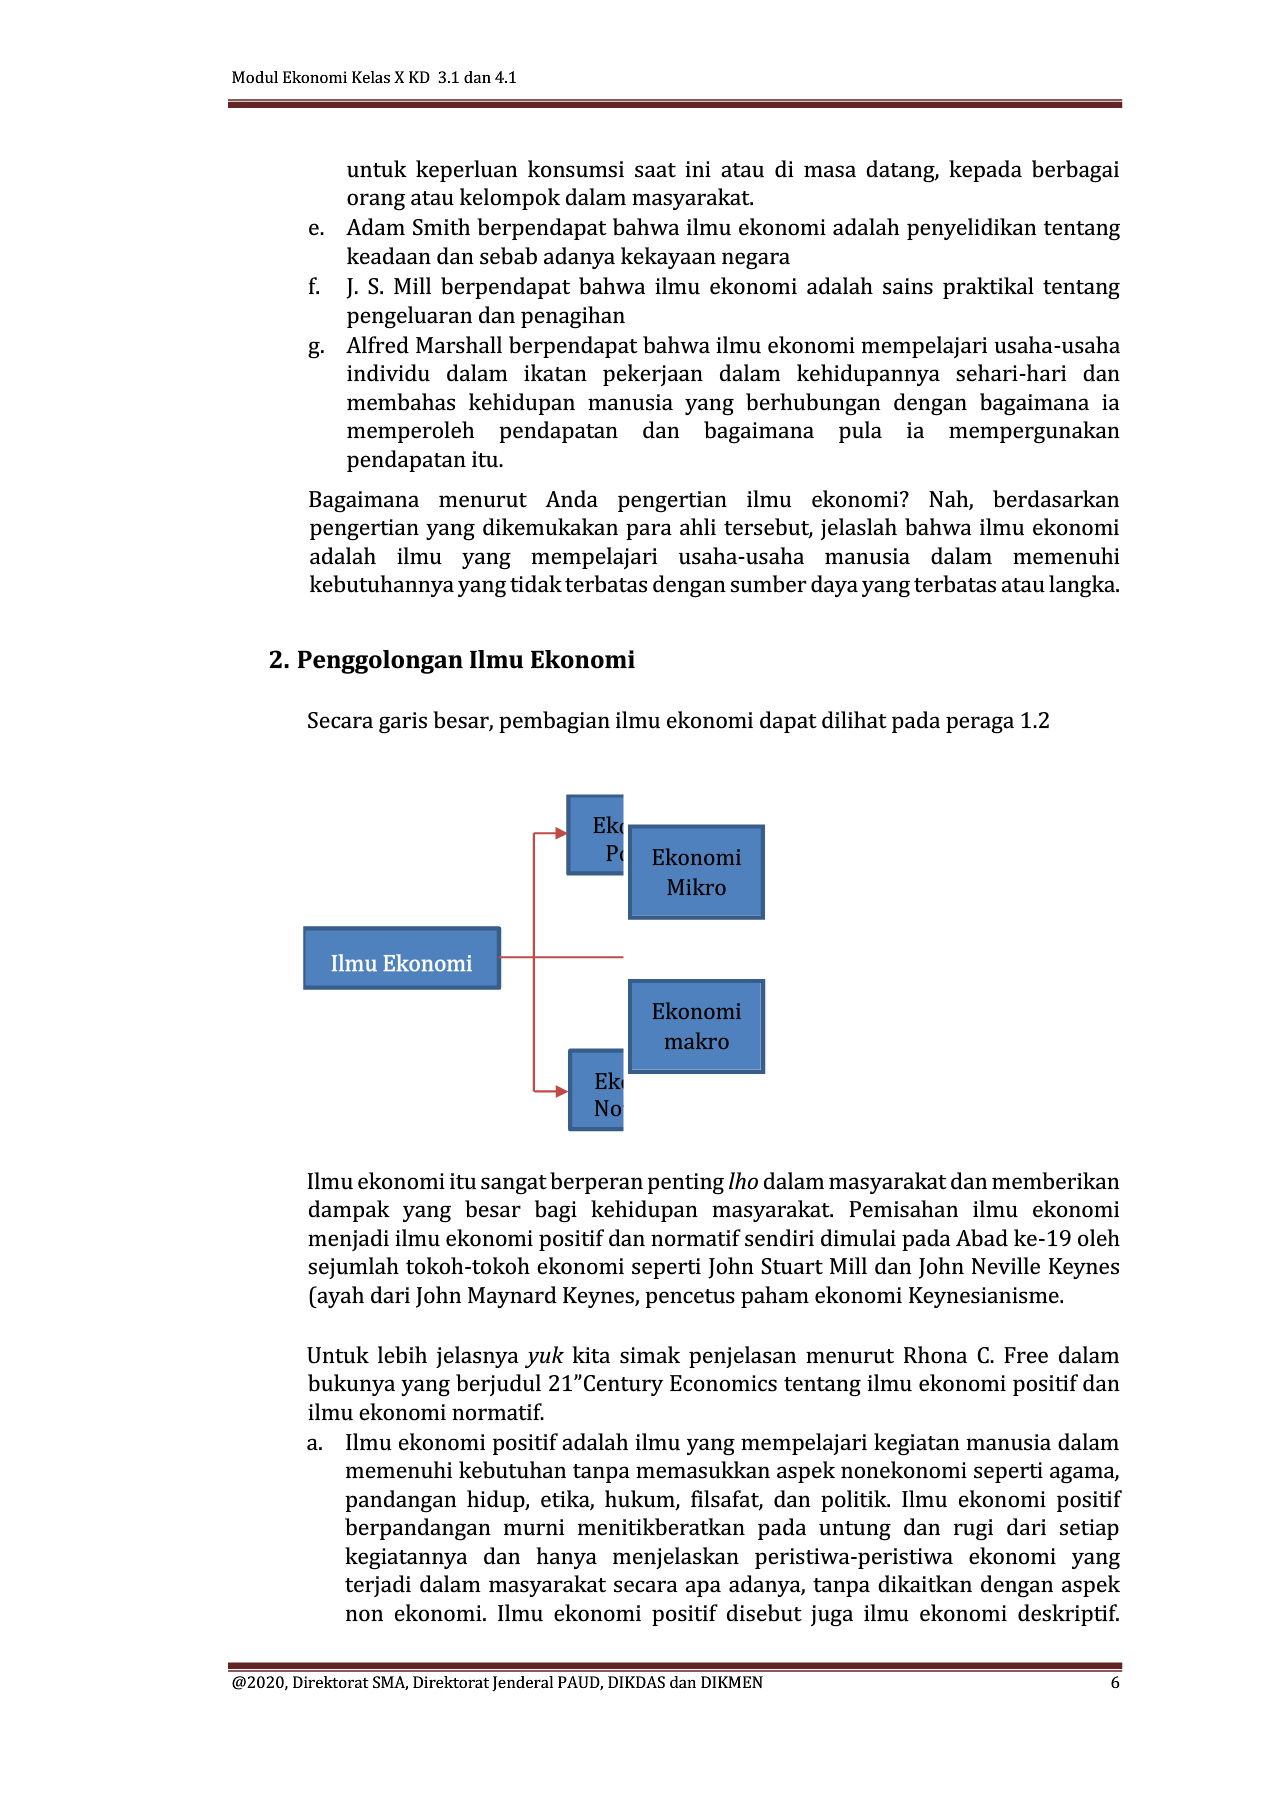 Modul Ekonomi Kelas X KD 3.1 dan 4.1
untuk keperluan konsumsi saat ini atau di masa datang, kepada berbagai
orang atau kelompok dalam masyarakat.
e. Adam Smith berpendapat bahwa ilmu ekonomi adalah penyelidikan tentang
keadaan dan sebab adanya kekayaan negara
f. J. S. Mill berpendapat bahwa ilmu ekonomi adalah sains praktikal tentang
pengeluaran dan penagihan
g. Alfred Marshall berpendapat bahwa ilmu ekonomi mempelajari usaha-usaha
individu dalam ikatan pekerjaan dalam kehidupannya sehari-hari dan
membahas kehidupan manusia yang berhubungan dengan bagaimana ia
memperoleh pendapatan dan bagaimana pula ia mempergunakan
pendapatan itu.
Bagaimana menurut Anda pengertian ilmu ekonomi? Nah, berdasarkan
pengertian yang dikemukakan para ahli tersebut, jelaslah bahwa ilmu ekonomi
adalah ilmu yang mempelajari usaha-usaha manusia dalam memenuhi
kebutuhannya yang tidak terbatas dengan sumber daya yang terbatas atau langka.
2. Penggolongan Ilmu Ekonomi
Secara garis besar, pembagian ilmu ekonomi dapat dilihat pada peraga 1.2
Ekonomi
Mikro
Ilmu Ekonomi
Ekonomi
makro
Ilmu ekonomi itu sangat berperan penting lho dalam masyarakat dan memberikan
dampak yang besar bagi kehidupan masyarakat. Pemisahan ilmu ekonomi
menjadi ilmu ekonomi positif dan normatif sendiri dimulai pada Abad ke-19 oleh
sejumlah tokoh-tokoh ekonomi seperti John Stuart Mill dan John Neville Keynes
(ayah dari John Maynard Keynes, pencetus paham ekonomi Keynesianisme.
Untuk lebih jelasnya yuk kita simak penjelasan menurut Rhona C. Free dalam
bukunya yang berjudul 21”Century Economics tentang ilmu ekonomi positif dan
ilmu ekonomi normatif.
a. Ilmu ekonomi positif adalah ilmu yang mempelajari kegiatan manusia dalam
memenuhi kebutuhan tanpa memasukkan aspek nonekonomi seperti agama,
pandangan hidup, etika, hukum, filsafat, dan politik. Ilmu ekonomi positif
berpandangan murni menitikberatkan pada untung dan rugi dari setiap
kegiatannya dan hanya menjelaskan peristiwa-peristiwa ekonomi yang
terjadi dalam masyarakat secara apa adanya, tanpa dikaitkan dengan aspek
non ekonomi. Ilmu ekonomi positif disebut juga ilmu ekonomi deskriptif.
@2020, Direktorat SMA, Direktorat Jenderal PAUD, DIKDAS dan DIKMEN 6